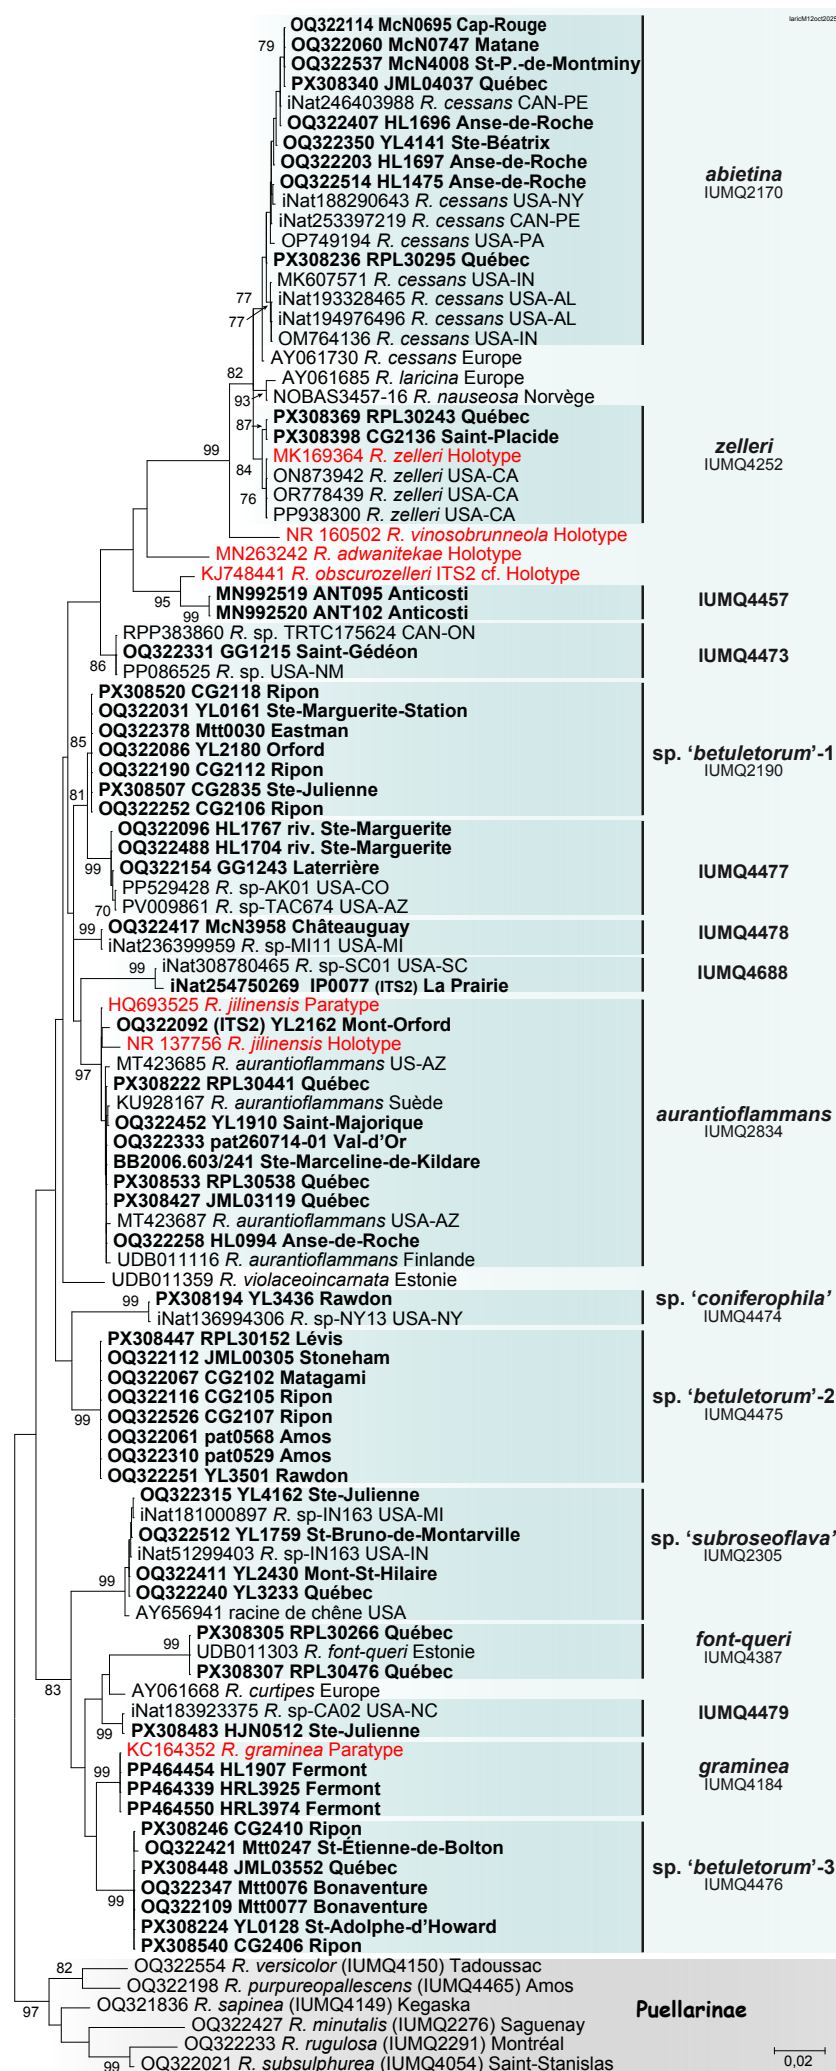 laricM12oct2025
OQ322114 McN0695 Cap-Rouge
79
OQ322060 McN0747 Matane
OQ322537 McN4008 St-P.-de-Montminy
PX308340 JML04037 Québec
iNat246403988 R. cessans CAN-PE
OQ322407 HL1696 Anse-de-Roche
OQ322350 YL4141 Ste-Béatrix
OQ322203 HL1697 Anse-de-Roche
abietina
IUMQ2170
OQ322514 HL1475 Anse-de-Roche
iNat188290643 R. cessans USA-NY
iNat253397219 R. cessans CAN-PE
OP749194 R. cessans USA-PA
PX308236 RPL30295 Québec
MK607571 R. cessans USA-IN
77
iNat193328465 R. cessans USA-AL
77
iNat194976496 R. cessans USA-AL
OM764136 R. cessans USA-IN
AY061730 R. cessans Europe
82
AY061685 R. laricina Europe
93
NOBAS3457-16 R. nauseosa Norvège
87
PX308369 RPL30243 Québec
PX308398 CG2136 Saint-Placide
zelleri
IUMQ4252
99
MK169364 R. zelleri Holotype
84
ON873942 R. zelleri USA-CA
76
OR778439 R. zelleri USA-CA
PP938300 R. zelleri USA-CA
NR 160502 R. vinosobrunneola Holotype
MN263242 R. adwanitekae Holotype
KJ748441 R. obscurozelleri ITS2 cf. Holotype
95
MN992519 ANT095 Anticosti
IUMQ4457
99
MN992520 ANT102 Anticosti
RPP383860 R. sp. TRTC175624 CAN-ON
OQ322331 GG1215 Saint-Gédéon
IUMQ4473
86
PP086525 R. sp. USA-NM
PX308520 CG2118 Ripon
OQ322031 YL0161 Ste-Marguerite-Station
OQ322378 Mtt0030 Eastman
85
OQ322086 YL2180 Orford
sp. ‘betuletorum’-1
IUMQ2190
OQ322190 CG2112 Ripon
81
PX308507 CG2835 Ste-Julienne
OQ322252 CG2106 Ripon
OQ322096 HL1767 riv. Ste-Marguerite
OQ322488 HL1704 riv. Ste-Marguerite
99
OQ322154 GG1243 Laterrière
IUMQ4477
PP529428 R. sp-AK01 USA-CO
70
PV009861 R. sp-TAC674 USA-AZ
99
OQ322417 McN3958 Châteauguay
IUMQ4478
iNat236399959 R. sp-MI11 USA-MI
99
iNat308780465 R. sp-SC01 USA-SC
IUMQ4688
iNat254750269 IP0077 (ITS2) La Prairie
HQ693525 R. jilinensis Paratype
OQ322092 (ITS2) YL2162 Mont-Orford
NR 137756 R. jilinensis Holotype
97
MT423685 R. aurantioflammans US-AZ
PX308222 RPL30441 Québec
KU928167 R. aurantioflammans Suède
OQ322452 YL1910 Saint-Majorique
aurantioflammans
IUMQ2834
OQ322333 pat260714-01 Val-d'Or
BB2006.603/241 Ste-Marceline-de-Kildare
PX308533 RPL30538 Québec
PX308427 JML03119 Québec
MT423687 R. aurantioflammans USA-AZ
OQ322258 HL0994 Anse-de-Roche
UDB011116 R. aurantioflammans Finlande
UDB011359 R. violaceoincarnata Estonie
99
PX308194 YL3436 Rawdon
sp. ‘coniferophila’
IUMQ4474
iNat136994306 R. sp-NY13 USA-NY
PX308447 RPL30152 Lévis
OQ322112 JML00305 Stoneham
OQ322067 CG2102 Matagami
OQ322116 CG2105 Ripon
sp. ‘betuletorum’-2
IUMQ4475
99
OQ322526 CG2107 Ripon
OQ322061 pat0568 Amos
OQ322310 pat0529 Amos
OQ322251 YL3501 Rawdon
OQ322315 YL4162 Ste-Julienne
iNat181000897 R. sp-IN163 USA-MI
OQ322512 YL1759 St-Bruno-de-Montarville
sp. ‘subroseoflava’
IUMQ2305
iNat51299403 R. sp-IN163 USA-IN
99
OQ322411 YL2430 Mont-St-Hilaire
OQ322240 YL3233 Québec
AY656941 racine de chêne USA
99
PX308305 RPL30266 Québec
UDB011303 R. font-queri Estonie
font-queri
IUMQ4387
PX308307 RPL30476 Québec
83
AY061668 R. curtipes Europe
iNat183923375 R. sp-CA02 USA-NC
IUMQ4479
99
PX308483 HJN0512 Ste-Julienne
KC164352 R. graminea Paratype
99
PP464454 HL1907 Fermont
graminea
IUMQ4184
PP464339 HRL3925 Fermont
PP464550 HRL3974 Fermont
PX308246 CG2410 Ripon
OQ322421 Mtt0247 St-Étienne-de-Bolton
PX308448 JML03552 Québec
sp. ‘betuletorum’-3
IUMQ4476
99
OQ322347 Mtt0076 Bonaventure
OQ322109 Mtt0077 Bonaventure
PX308224 YL0128 St-Adolphe-d'Howard
PX308540 CG2406 Ripon
82
OQ322554 R. versicolor (IUMQ4150) Tadoussac
OQ322198 R. purpureopallescens (IUMQ4465) Amos
97
OQ321836 R. sapinea (IUMQ4149) Kegaska
Puellarinae
OQ322427 R. minutalis (IUMQ2276) Saguenay
OQ322233 R. rugulosa (IUMQ2291) Montréal
99
OQ322021 R. subsulphurea (IUMQ4054) Saint-Stanislas
0,02